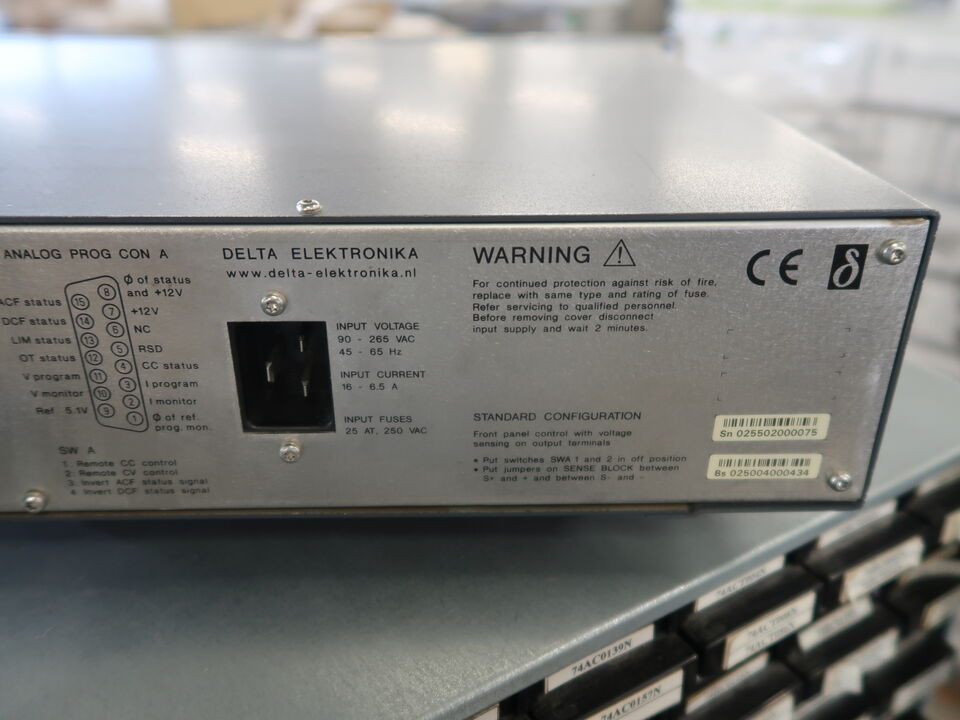 ANALOG PROG CON A
8
Ø of status
and +12V
ACF status 15
7 +12V
DCF status 14
6 NC
LIM status 13
5 RSD
OT status 12
4 CC status
V program 11
3 I program
V monitor 10
2 I monitor
Ref 5.1V 9
1 Ø of ref.
prog. mon.
SW A
1. Remote CC control
2. Remote CV control
3. Invert ACF status signal
4. Invert DCF status signal
DELTA ELEKTRONIKA
www.delta-elektronika.nl
INPUT VOLTAGE
90 - 265 VAC
45 - 65 Hz
INPUT CURRENT
16 - 6.5 A
INPUT FUSES
25 AT, 250 VAC
WARNING
For continued protection against risk of fire,
replace with same type and rating of fuse.
Refer servicing to qualified personnel.
Before removing cover disconnect
input supply and wait 2 minutes.
CE δ
STANDARD CONFIGURATION
Front panel control with voltage
sensing on output terminals
* Put switches SWA 1 and 2 in off position
* Put jumpers on SENSE BLOCK between
S+ and + and between S- and -
Sn 025502000075
Bs 025004000434
74AC0139N
74AC0157N